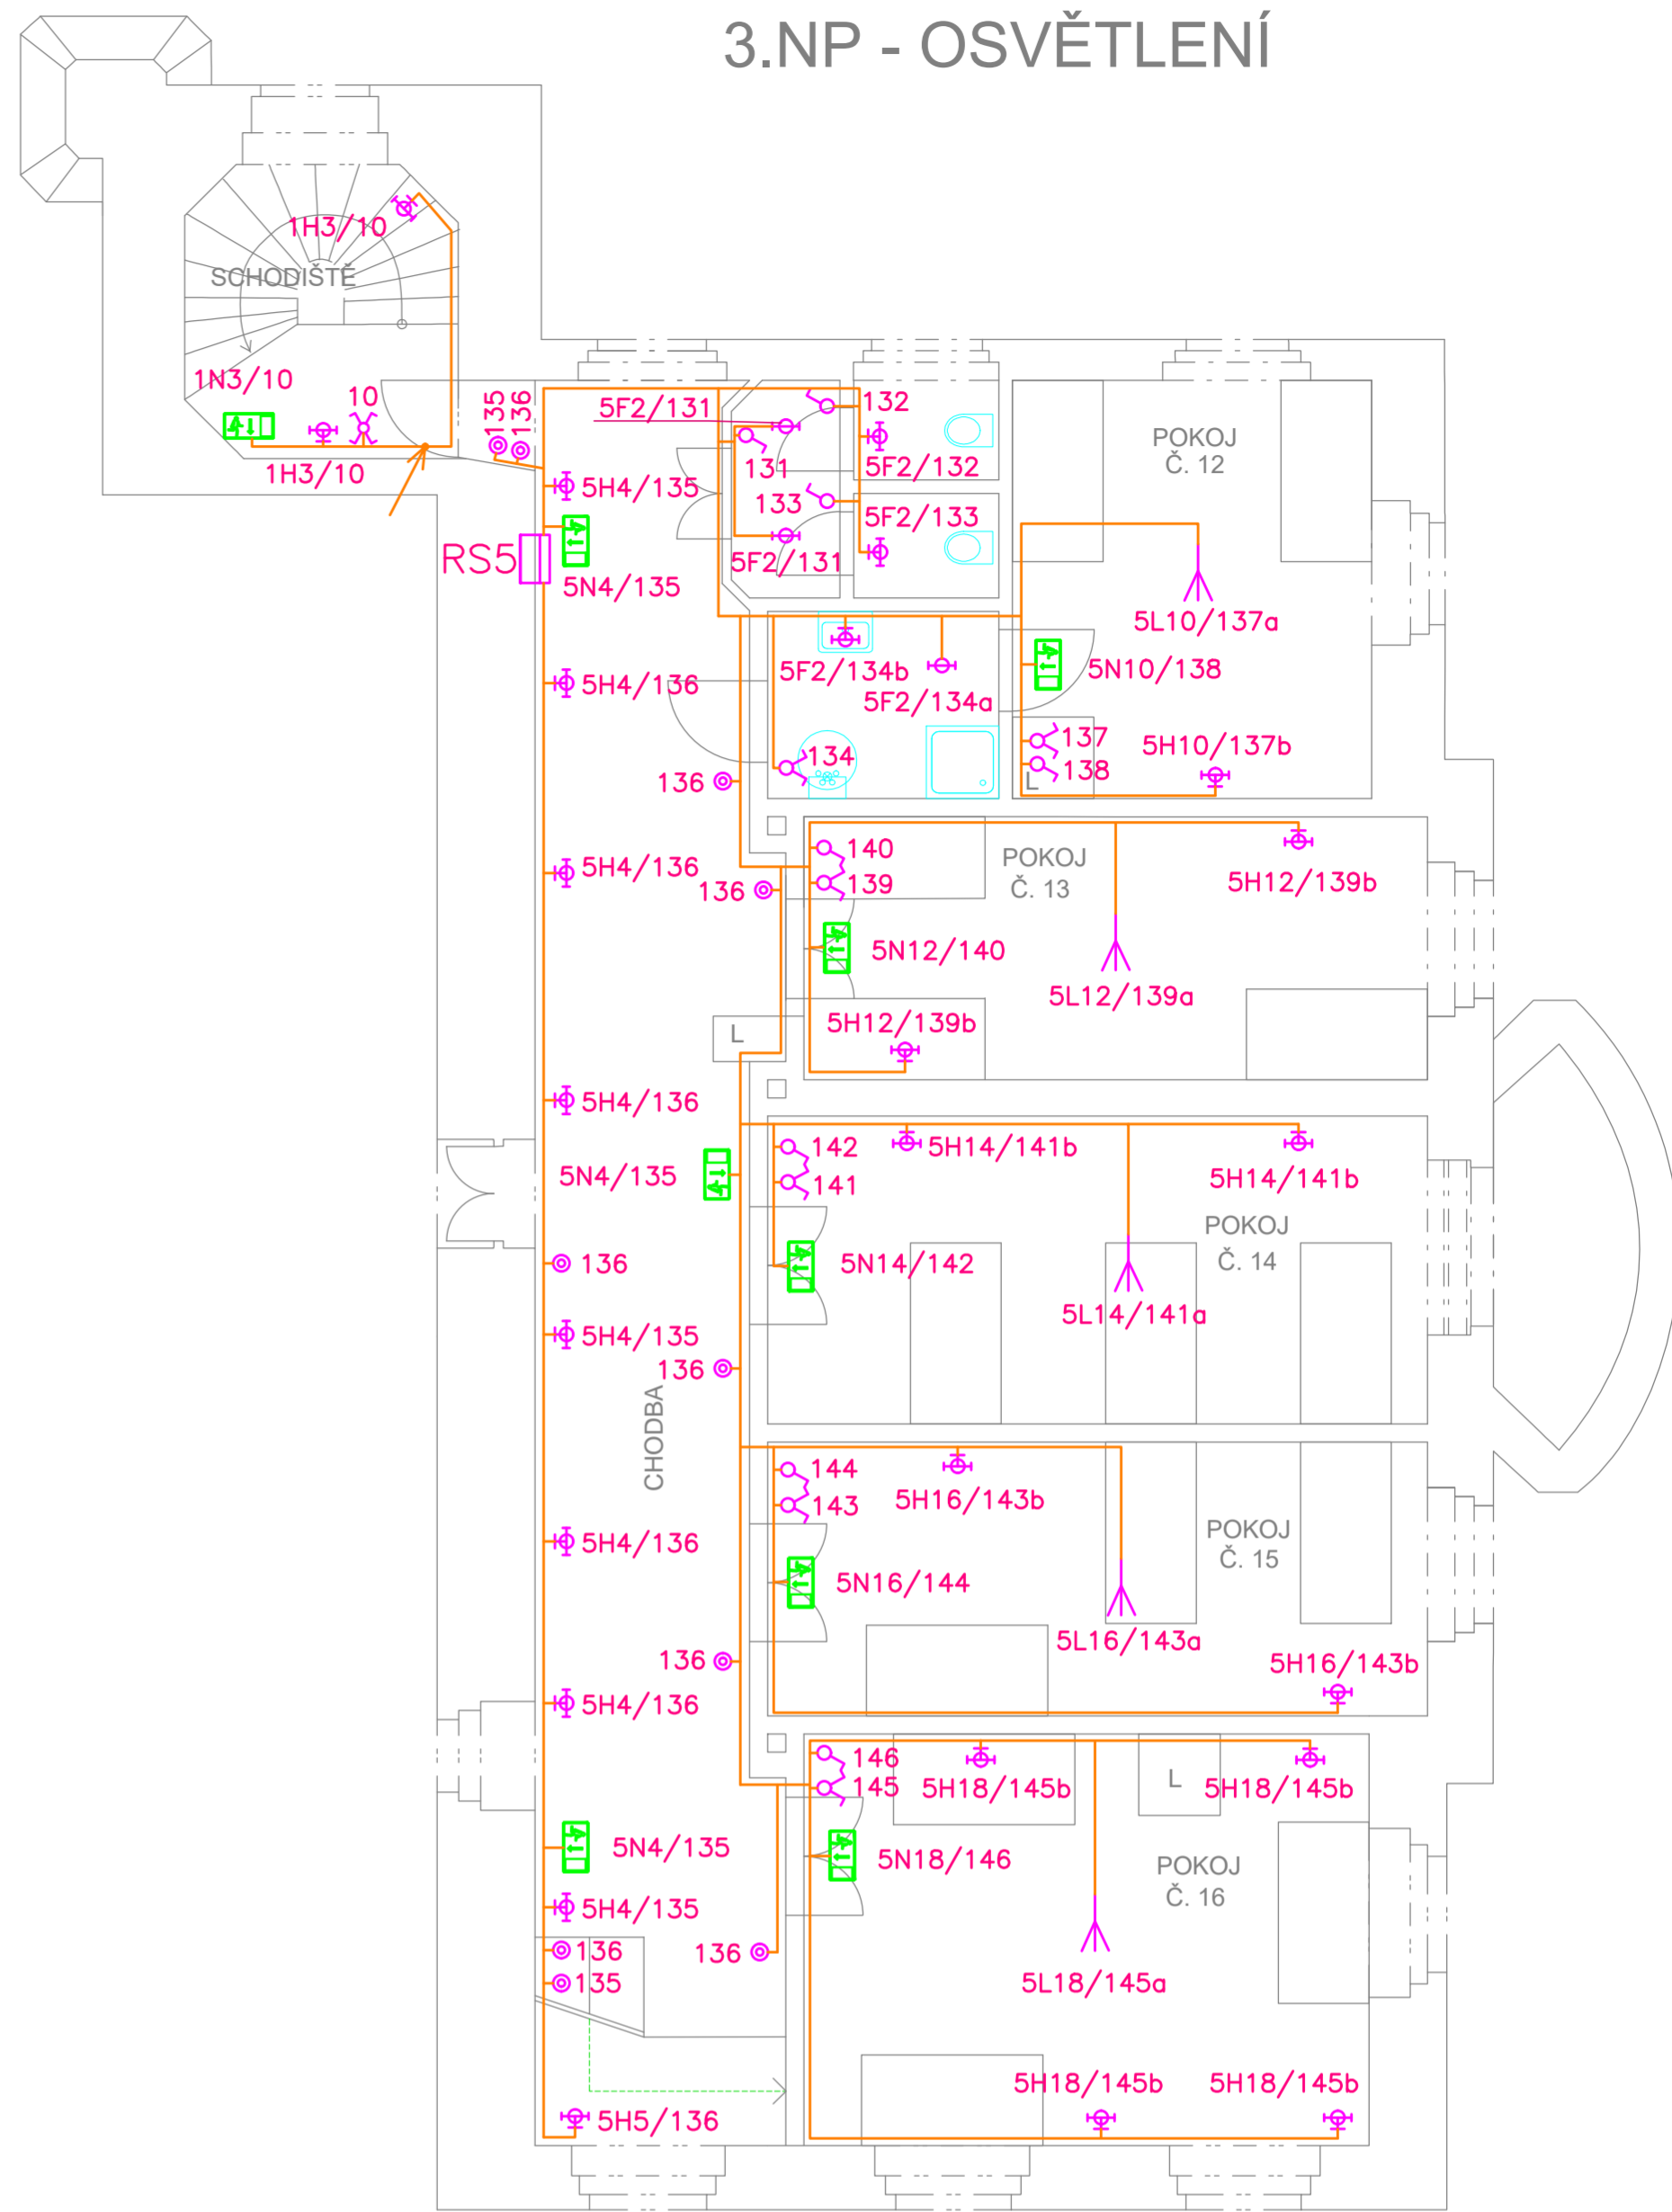 3.NP - OSVĚTLENÍ
1H3/10
SCHODIŠTĚ
1N3/10
10
1H3/10
135
136
5F2/131
132
131
5F2/132
133
5F2/133
5F2/131
POKOJ
Č. 12
5H4/135
RS5
5N4/135
5L10/137a
5F2/134b
5F2/134a
5N10/138
5H4/136
137
5H10/137b
138
L
134
136
140
139
POKOJ
Č. 13
5H12/139b
5H4/136
136
5N12/140
5L12/139a
5H12/139b
L
5H4/136
142
5H14/141b
5H14/141b
5N4/135
141
POKOJ
Č. 14
136
5N14/142
5L14/141a
5H4/135
136
CHODBA
144
143
5H16/143b
POKOJ
Č. 15
5H4/136
5N16/144
5L16/143a
136
5H16/143b
5H4/136
146
145
5H18/145b
L
5H18/145b
5N4/135
5N18/146
POKOJ
Č. 16
5H4/135
136
136
135
5L18/145a
5H18/145b
5H18/145b
5H5/136